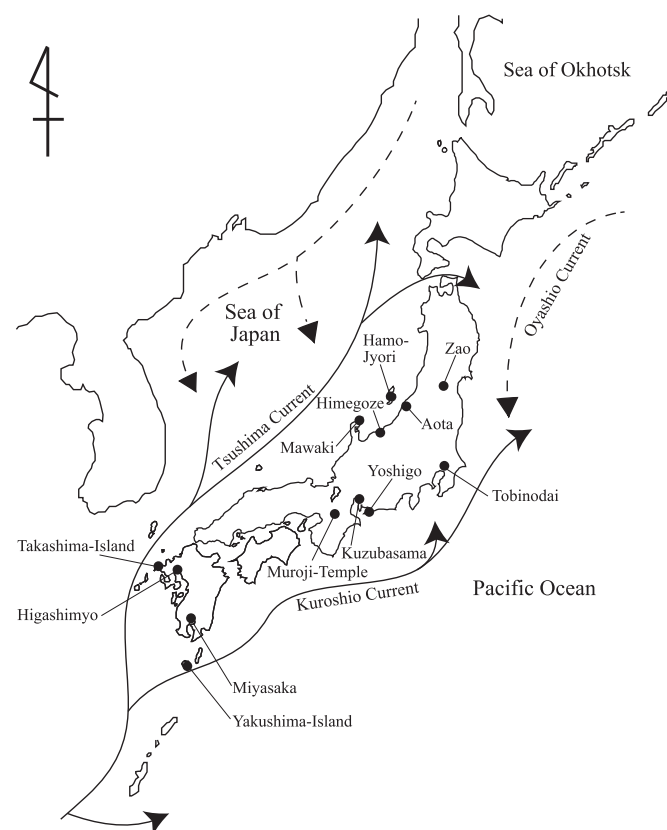 Sea of Okhotsk
Oyashio Current
Sea of
Japan
Hamo-
Jyori
Zao
Himegoze
Tsushima Current
Aota
Mawaki
Yoshigo
Tobinodai
Takashima-Island
Kuzubasama
Muroji-Temple
Pacific Ocean
Kuroshio Current
Higashimyo
Miyasaka
Yakushima-Island